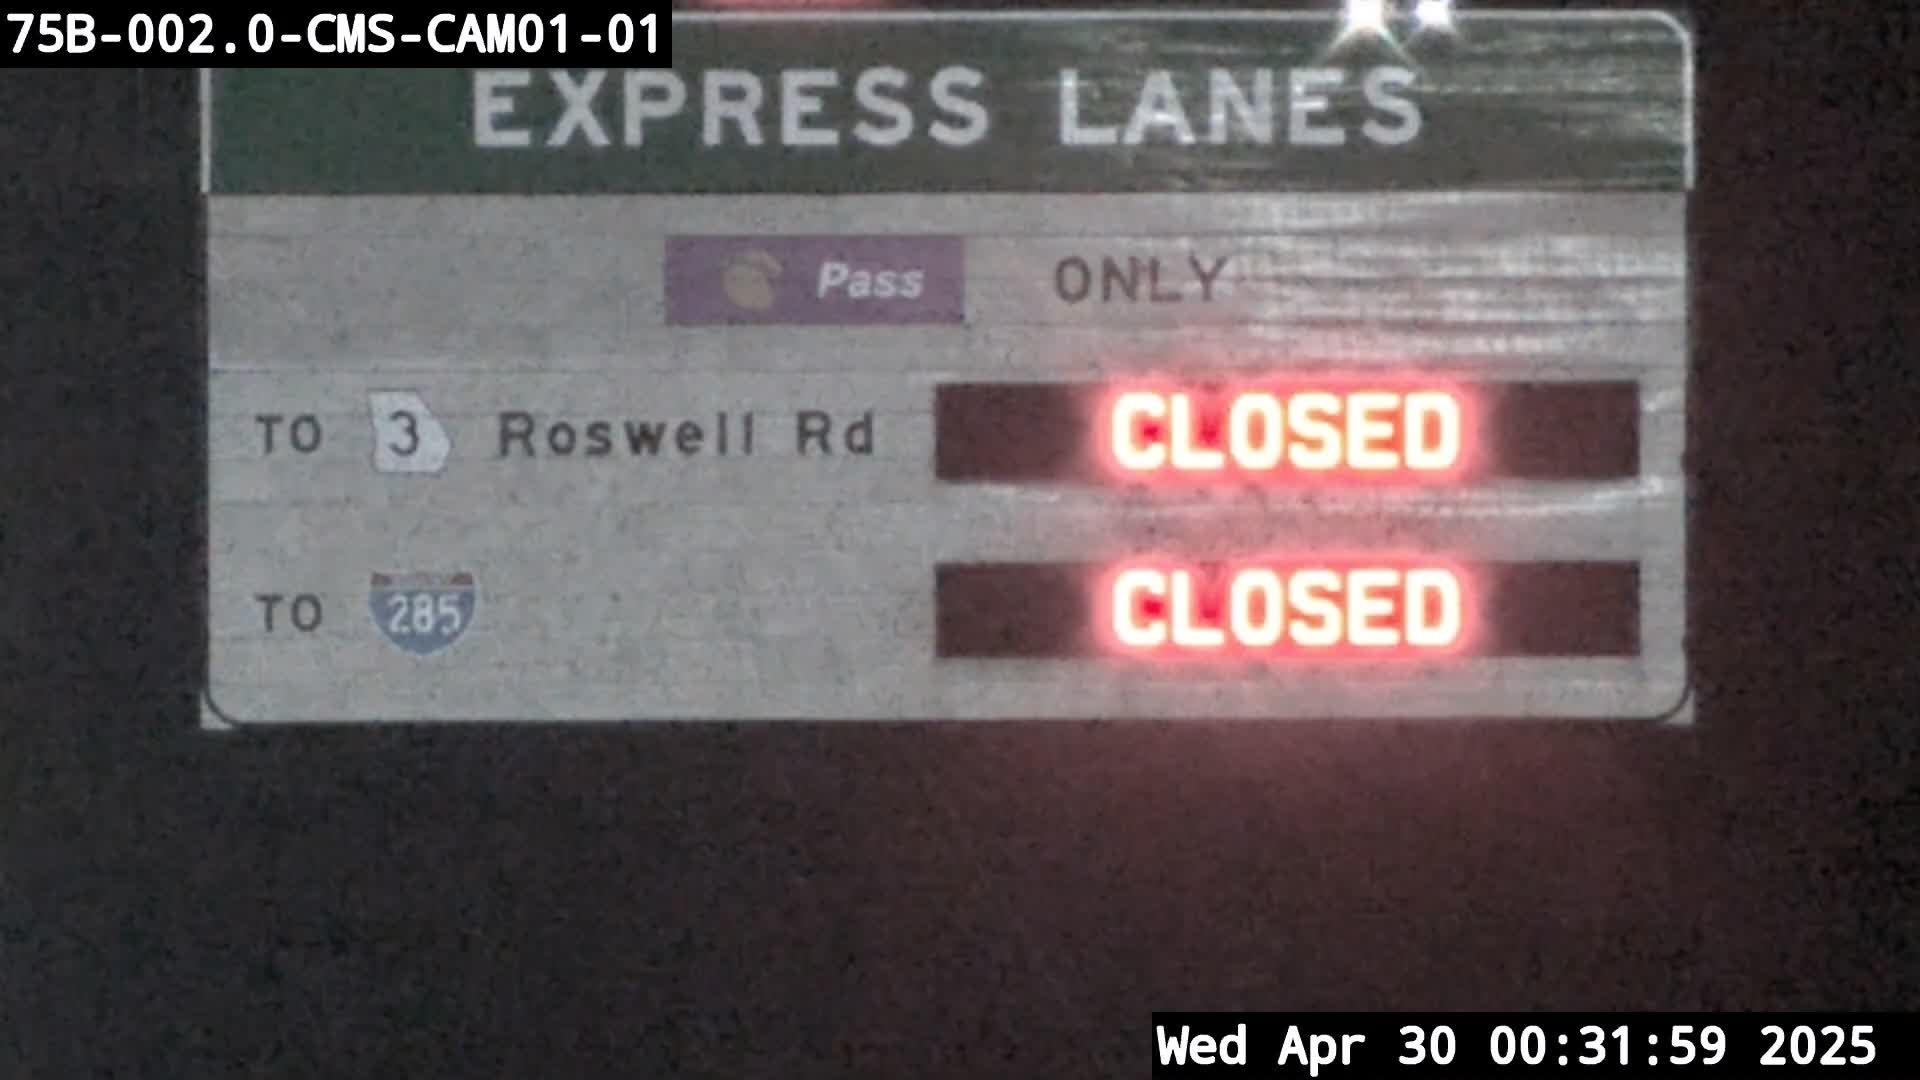 75B-002.0-CMS-CAM01-01
EXPRESS LANES
Pass ONLY
TO 3 Roswell Rd CLOSED
TO 285 CLOSED
Wed Apr 30 00:31:59 2025